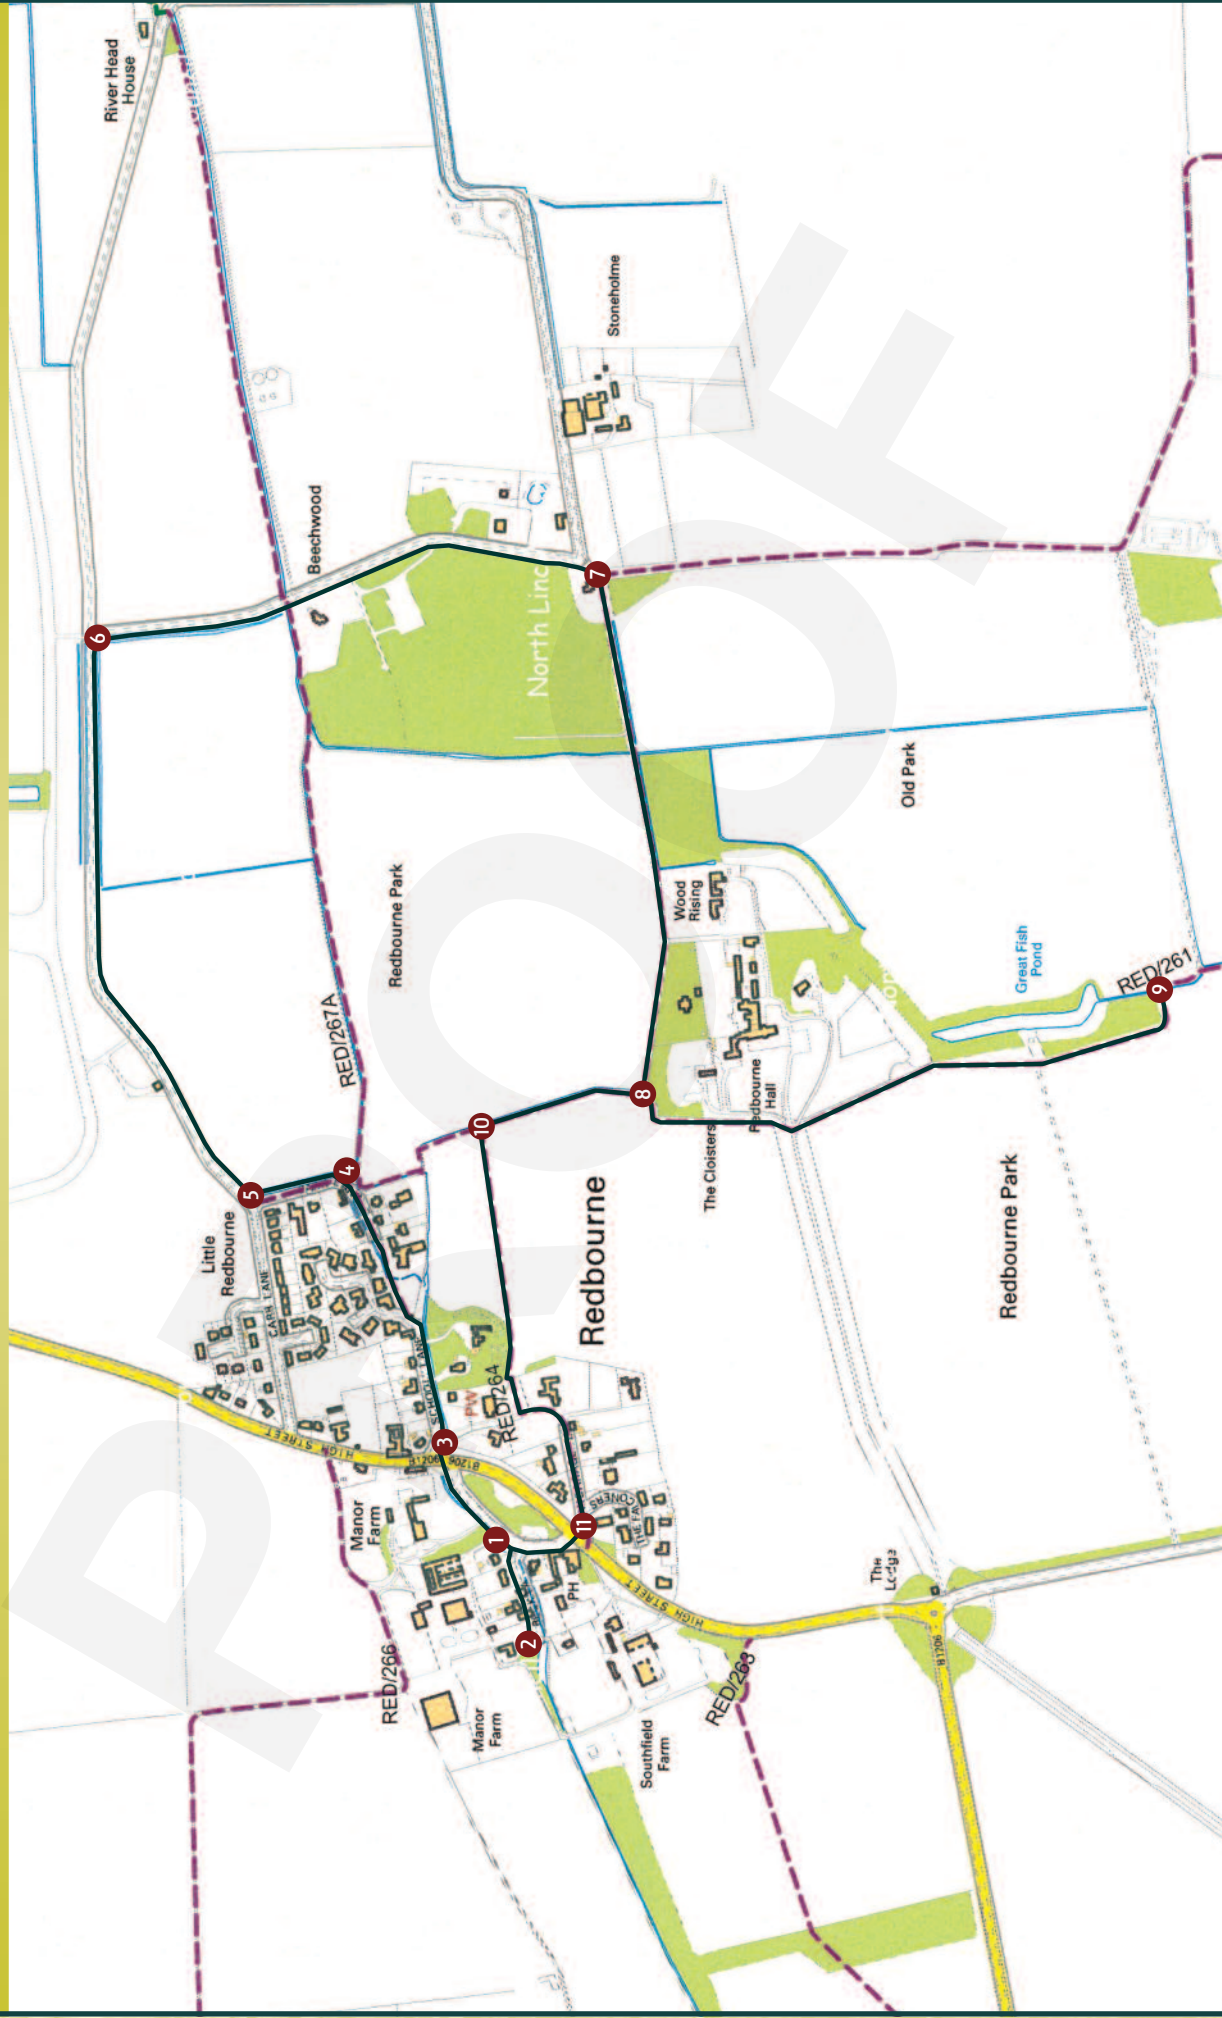 River Head
House
Stoneholme
Beechwood
North Linc
6
7
Old Park
Redbourne Park
Wood
Rising
Great Fish
Pond
RED/261
9
RED/267A
Redbourne
Hall
8
10
The Cloisters
4
5
Little
Redbourne
CARR LANE
Redbourne
Redbourne Park
SCHOOL LANE
PW
RED/264
3
HIGH STREET
B1206
Manor
Farm
1
11
PH
2
HIGH STREET
The
Lodge
B1206
RED/266
RED/263
Manor
Farm
Southfield
Farm
PROOF